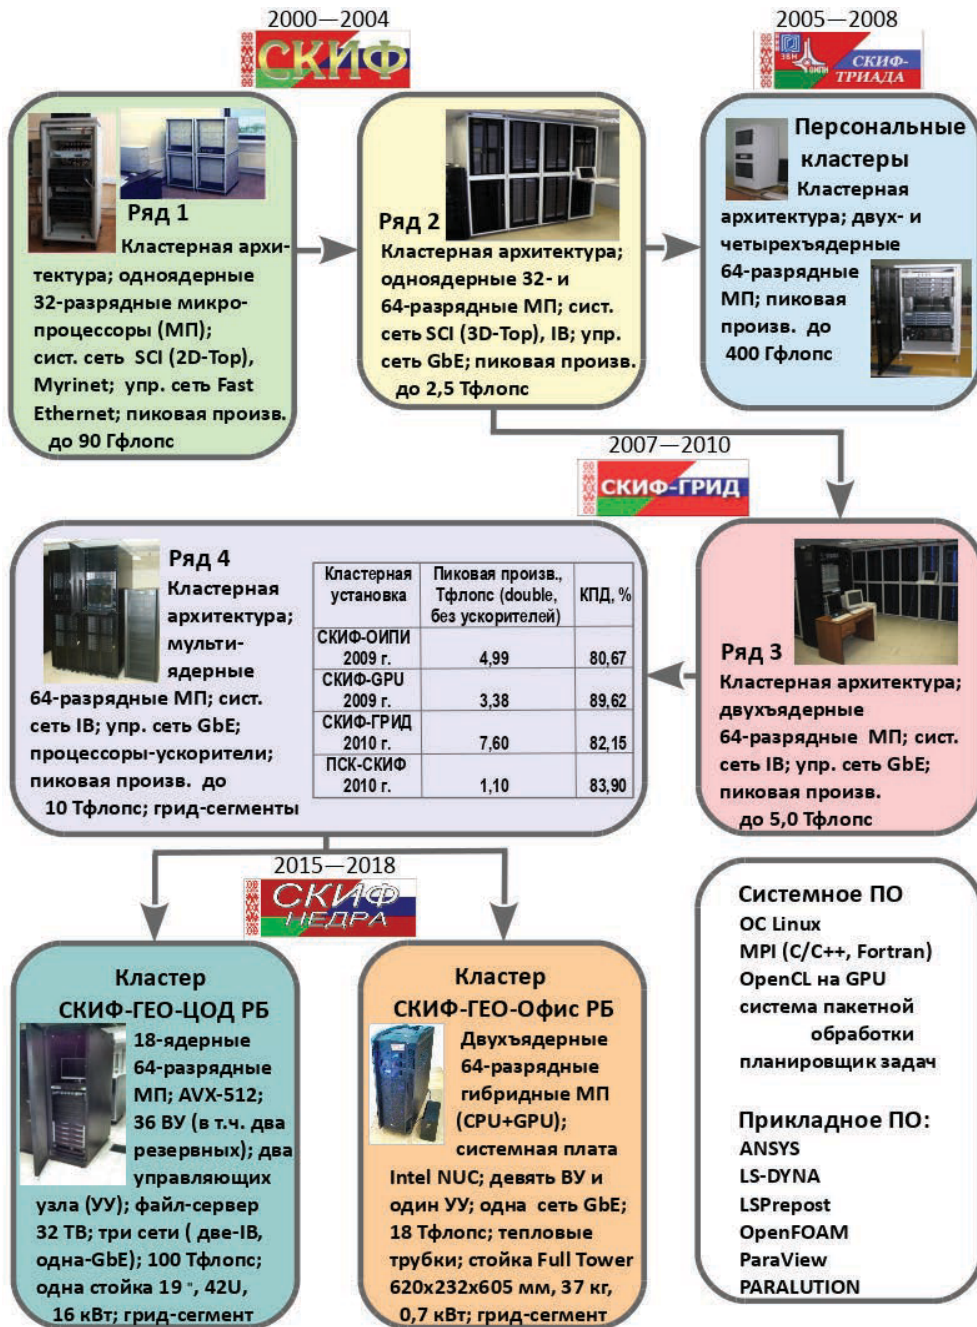 2000—2004
СКИФ
2005—2008
ЗВМ
ОИПИ
СКИФ-
ТРИАДА
Ряд 1
Кластерная архи-
тектура; одноядерные
32-разрядные микро-
процессоры (МП);
сист. сеть SCI (2D-Top),
Myrinet; упр. сеть Fast
Ethernet; пиковая произв.
до 90 Гфлопс
Ряд 2
Кластерная архитектура;
одноядерные 32- и
64-разрядные МП; сист.
сеть SCI (3D-Top), IB; упр.
сеть GbE; пиковая произв.
до 2,5 Тфлопс
Персональные
кластеры
Кластерная
архитектура; двух- и
четырехъядерные
64-разрядные
МП; пиковая
произв. до
400 Гфлопс
2007—2010
СКИФ-ГРИД
Ряд 4
Кластерная
архитектура;
мульти-
ядерные
64-разрядные МП; сист.
сеть IB; упр. сеть GbE;
процессоры-ускорители;
пиковая произв. до
10 Тфлопс; грид-сегменты
Кластерная установка | Пиковая произв., Тфлопс (double, без ускорителей) | КПД, %
СКИФ-ОИПИ 2009 г. | 4,99 | 80,67
СКИФ-GPU 2009 г. | 3,38 | 89,62
СКИФ-ГРИД 2010 г. | 7,60 | 82,15
ПСК-СКИФ 2010 г. | 1,10 | 83,90
Ряд 3
Кластерная архитектура;
двухъядерные
64-разрядные МП; сист.
сеть IB; упр. сеть GbE;
пиковая произв.
до 5,0 Тфлопс
2015—2018
СКИФ
НЕДРА
Кластер
СКИФ-ГЕО-ЦОД РБ
18-ядерные
64-разрядные
МП; AVX-512;
36 ВУ (в т.ч. два
резервных); два
управляющих
узла (УУ); файл-сервер
32 ТВ; три сети ( две-IB,
одна-GbE); 100 Тфлопс;
одна стойка 19 ", 42U,
16 кВт; грид-сегмент
Кластер
СКИФ-ГЕО-Офис РБ
Двухъядерные
64-разрядные
гибридные МП
(CPU+GPU);
системная плата
Intel NUC; девять ВУ и
один УУ; одна сеть GbE;
18 Тфлопс; тепловые
трубки; стойка Full Tower
620x232x605 мм, 37 кг,
0,7 кВт; грид-сегмент
Системное ПО
ОС Linux
MPI (C/C++, Fortran)
OpenCL на GPU
система пакетной
обработки
планировщик задач
Прикладное ПО:
ANSYS
LS-DYNA
LSPrepost
OpenFOAM
ParaView
PARALUTION